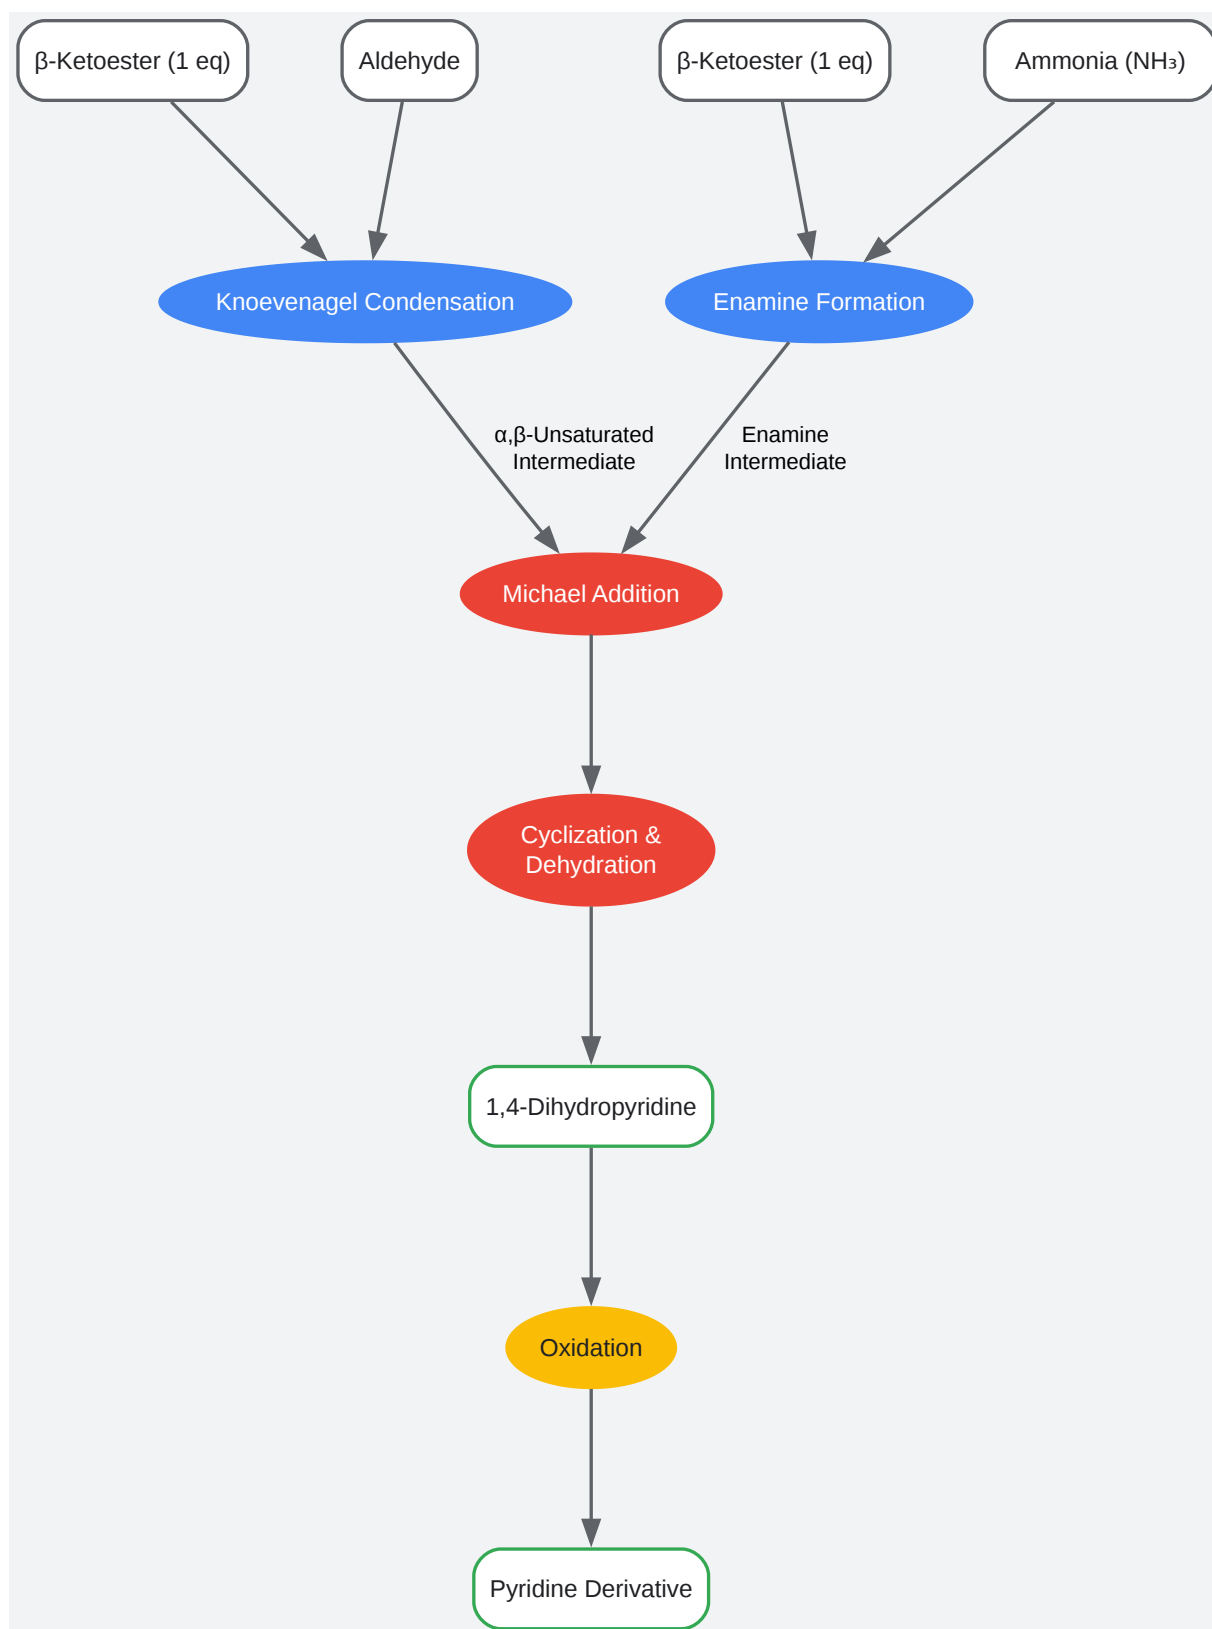 β-Ketoester (1 eq)
Aldehyde
β-Ketoester (1 eq)
Ammonia (NH₃)
Knoevenagel Condensation
Enamine Formation
α,β-Unsaturated
Intermediate
Enamine
Intermediate
Michael Addition
Cyclization &
Dehydration
1,4-Dihydropyridine
Oxidation
Pyridine Derivative